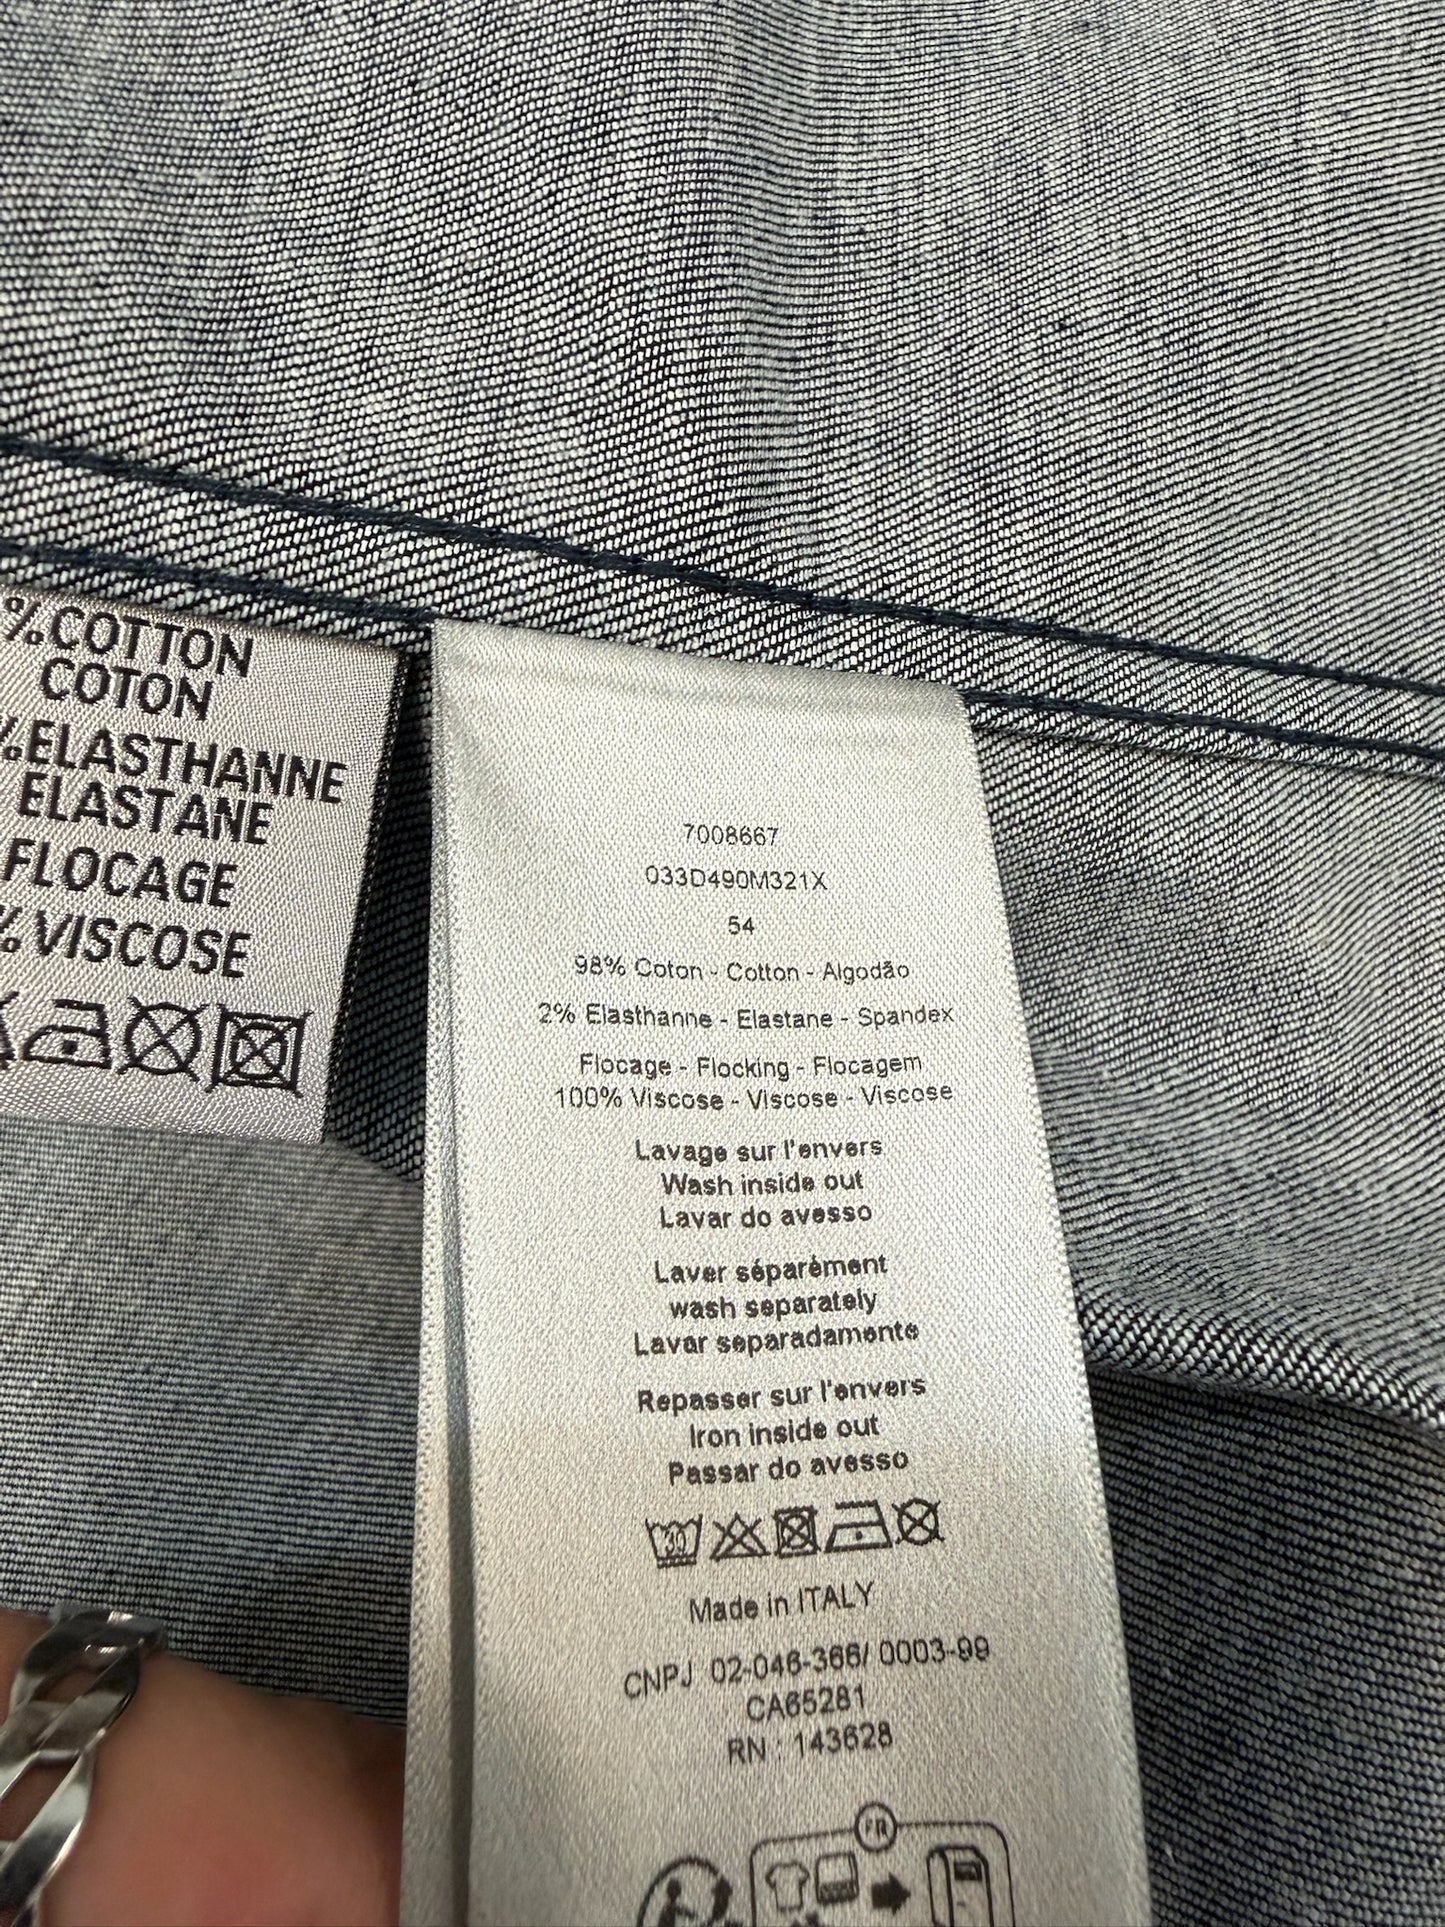 %COTTON
COTON
%ELASTHANNE
ELASTANE
FLOCAGE
% VISCOSE
7008667
033D490M321X
54
98% Coton - Cotton - Algodão
2% Elasthanne - Elastane - Spandex
Flocage - Flocking - Flocagem
100% Viscose - Viscose - Viscose
Lavage sur l'envers
Wash inside out
Lavar do avesso
Laver séparément
wash separately
Lavar separadamente
Repasser sur l'envers
Iron inside out
Passar do avesso
30
Made in ITALY
CNPJ 02-046-366/ 0003-99
CA65281
RN : 143628
FR